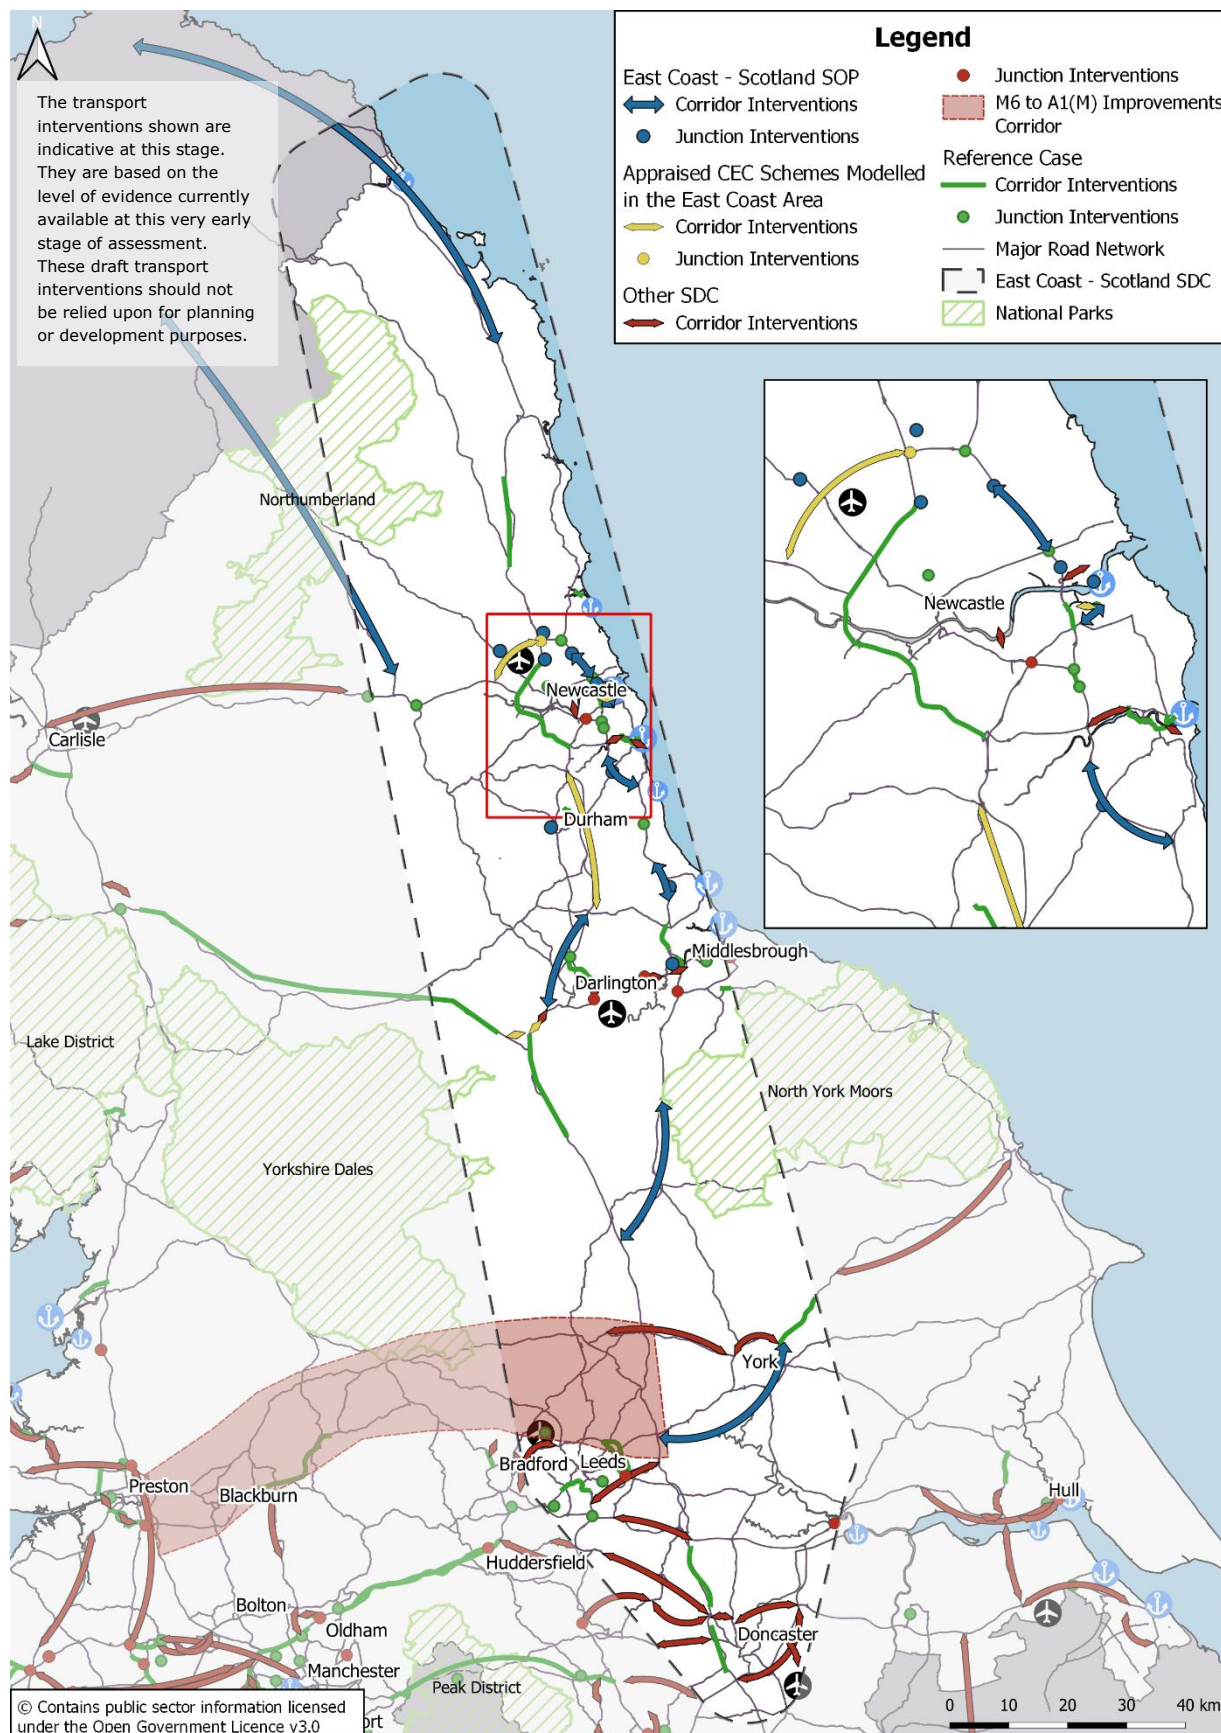 N
The transport
interventions shown are
indicative at this stage.
They are based on the
level of evidence currently
available at this very early
stage of assessment.
These draft transport
interventions should not
be relied upon for planning
or development purposes.
Legend
East Coast - Scotland SOP
Corridor Interventions
Junction Interventions
Appraised CEC Schemes Modelled
in the East Coast Area
Corridor Interventions
Junction Interventions
Other SDC
Corridor Interventions
Junction Interventions
M6 to A1(M) Improvements
Corridor
Reference Case
Corridor Interventions
Junction Interventions
Major Road Network
East Coast - Scotland SDC
National Parks
Newcastle
Northumberland
Newcastle
Carlisle
Durham
Middlesbrough
Darlington
Lake District
North York Moors
Yorkshire Dales
York
Bradford
Leeds
Preston
Blackburn
Hull
Huddersfield
Bolton
Oldham
Doncaster
Manchester
Peak District
© Contains public sector information licensed
under the Open Government Licence v3.0
ort
0 10 20 30 40 km